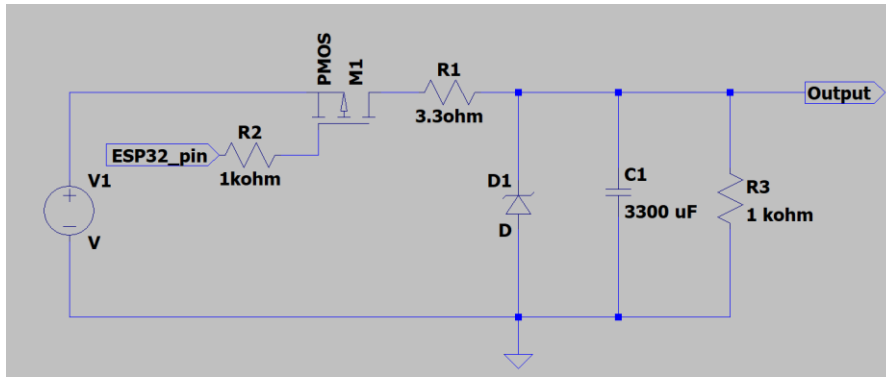 PMOS
M1
R1
3.3ohm
Output
R2
ESP32_pin
1kohm
V1
V
D1
D
C1
3300 uF
R3
1 kohm